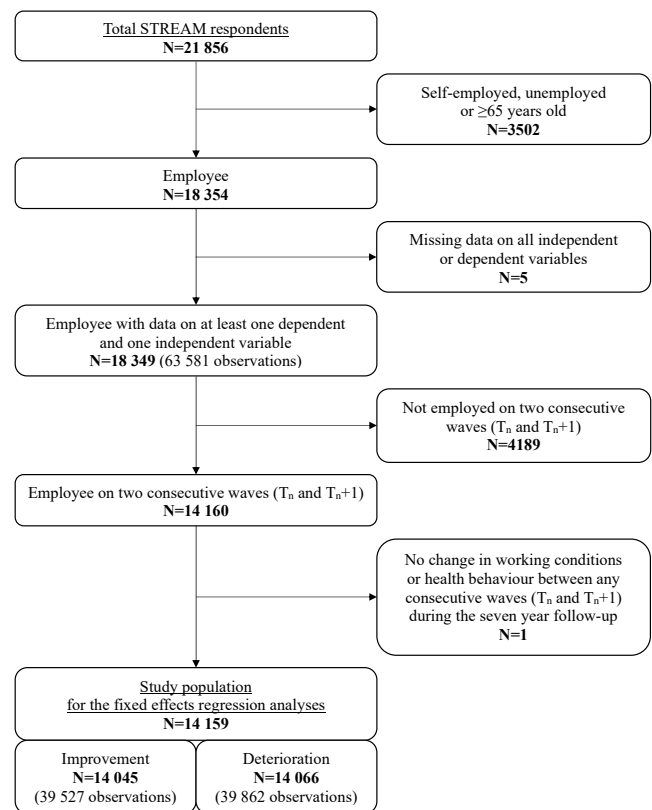 Total STREAM respondents
N=21 856
Self-employed, unemployed
or ≥65 years old
N=3502
Employee
N=18 354
Missing data on all independent
or dependent variables
N=5
Employee with data on at least one dependent
and one independent variable
N=18 349 (63 581 observations)
Not employed on two consecutive
waves (Tₙ and Tₙ+1)
N=4189
Employee on two consecutive waves (Tₙ and Tₙ+1)
N=14 160
No change in working conditions
or health behaviour between any
consecutive waves (Tₙ and Tₙ+1)
during the seven year follow-up
N=1
Study population
for the fixed effects regression analyses
N=14 159
Improvement
N=14 045
(39 527 observations)
Deterioration
N=14 066
(39 862 observations)